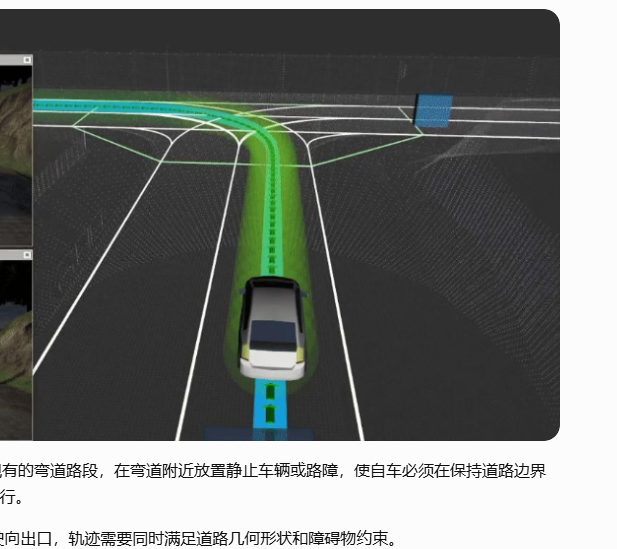 有的弯道路段，在弯道附近放置静止车辆或路障，使自车必须在保持道路边界
行。
向出口，轨迹需要同时满足道路几何形状和障碍物约束。